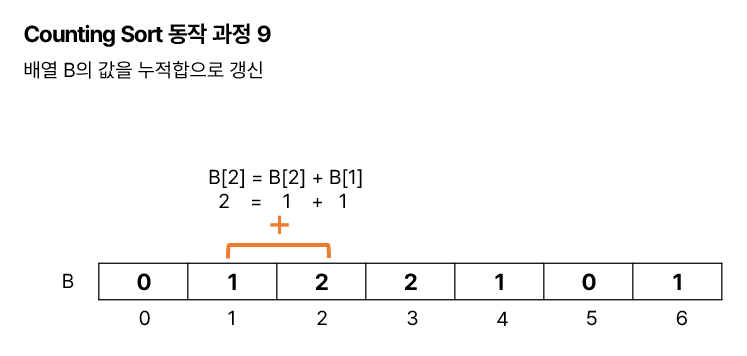 Counting Sort 동작 과정 9
배열 B의 값을 누적합으로 갱신
B[2] = B[2] + B[1]
2 = 1 + 1
+
B 0 1 2 2 1 0 1
0 1 2 3 4 5 6